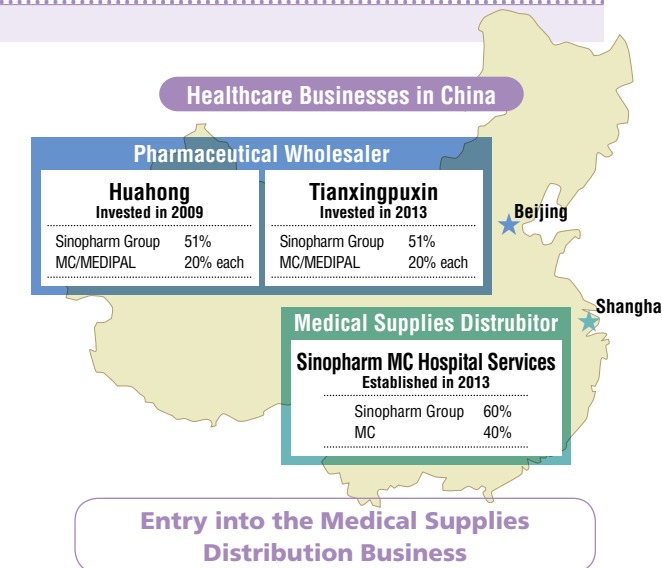 Healthcare Businesses in China
Pharmaceutical Wholesaler
Huahong
Invested in 2009
Sinopharm Group 51%
MC/MEDIPAL 20% each
Tianxingpuxin
Invested in 2013
Sinopharm Group 51%
MC/MEDIPAL 20% each
Beijing
Shangha
Medical Supplies Distrubitor
Sinopharm MC Hospital Services
Established in 2013
Sinopharm Group 60%
MC 40%
Entry into the Medical Supplies
Distribution Business